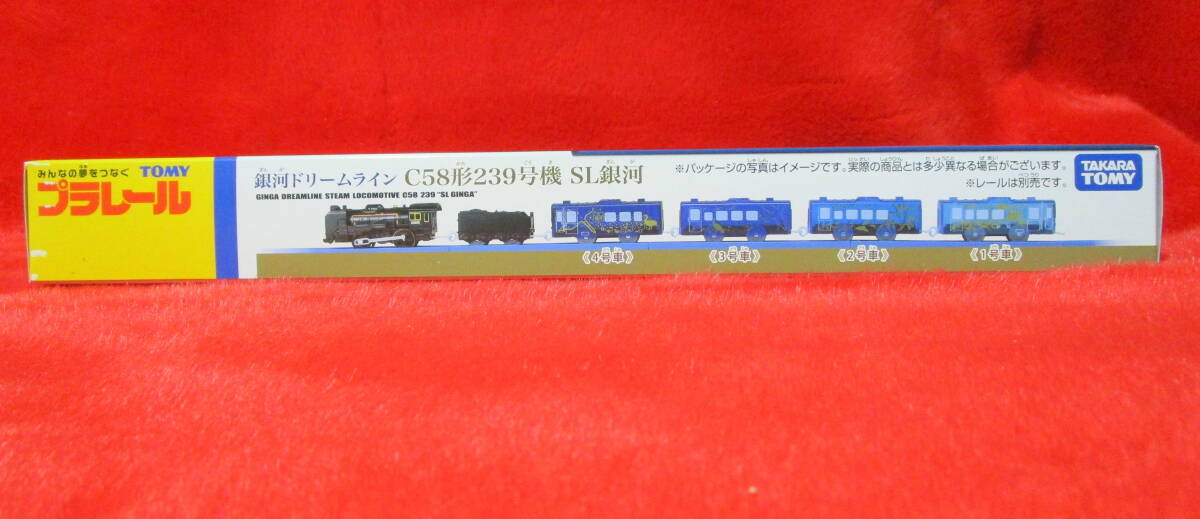 みんなの夢をつなぐ TOMY
プラレール
銀河ドリームライン C58形239号機 SL銀河
GINGA DREAMLINE STEAM LOCOMOTIVE C58 239 "SL GINGA"
※パッケージの写真はイメージです。実際の商品とは多少異なる場合がございます。
※レールは別売です。
TAKARA
TOMY
《4号車》 《3号車》 《2号車》 《1号車》